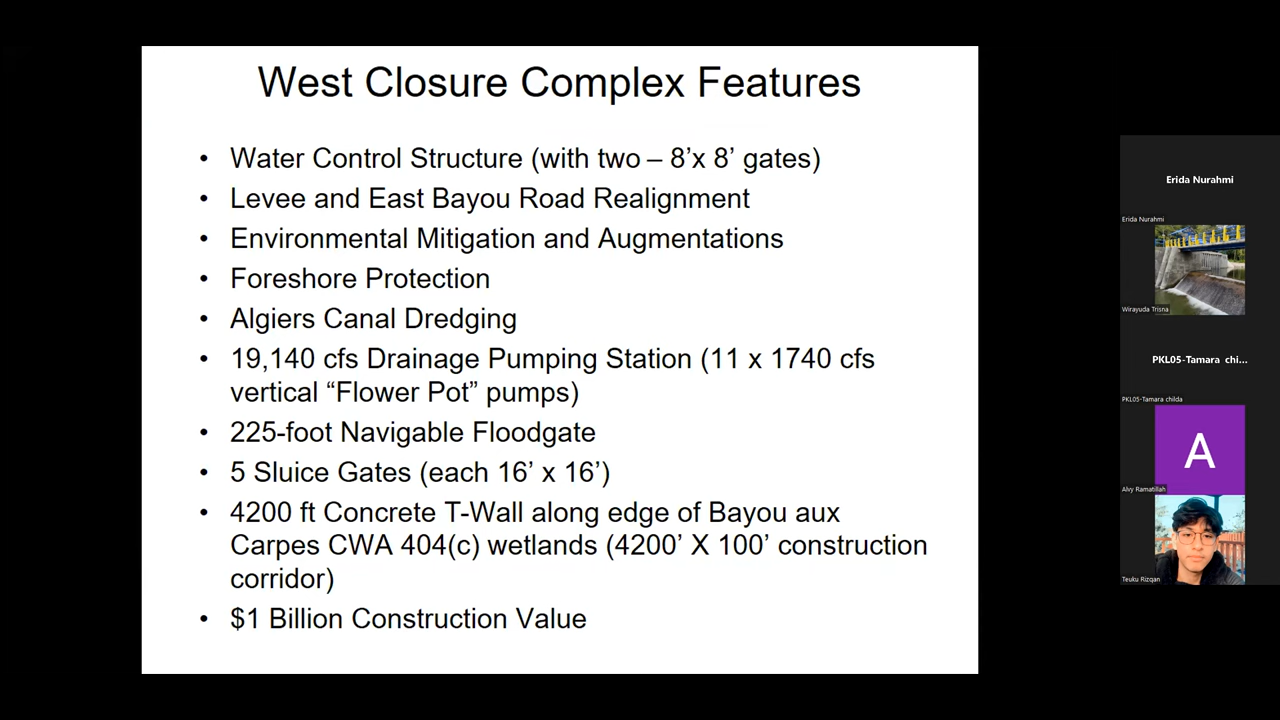 West Closure Complex Features
• Water Control Structure (with two – 8’x 8’ gates)
• Levee and East Bayou Road Realignment
• Environmental Mitigation and Augmentations
• Foreshore Protection
• Algiers Canal Dredging
• 19,140 cfs Drainage Pumping Station (11 x 1740 cfs
vertical “Flower Pot” pumps)
• 225-foot Navigable Floodgate
• 5 Sluice Gates (each 16’ x 16’)
• 4200 ft Concrete T-Wall along edge of Bayou aux
Carpes CWA 404(c) wetlands (4200’ X 100’ construction
corridor)
• $1 Billion Construction Value
Erida Nurahmi
Erida Nurahmi
Wirayuda Trisna
PKL05-Tamara chi...
PKL05-Tamara childa
A
Alvy Ramatillah
Teuku Rizqan